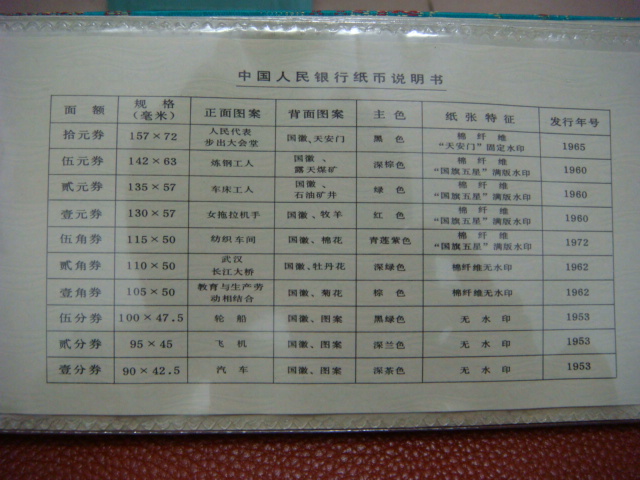 中国人民银行纸币说明书
面额 规格（毫米） 正面图案 背面图案 主色 纸张特征 发行年号
拾元券 157×72 人民代表步出大会堂 国徽、天安门 黑色 棉纤维“天安门”固定水印 1965
伍元券 142×63 炼钢工人 国徽、露天煤矿 深棕色 棉纤维“国旗五星”满版水印 1960
贰元券 135×57 车床工人 国徽、石油矿井 绿色 棉纤维“国旗五星”满版水印 1960
壹元券 130×57 女拖拉机手 国徽、牧羊 红色 棉纤维“国旗五星”满版水印 1960
伍角券 115×50 纺织车间 国徽、棉花 青莲紫色 棉纤维“国旗五星”满版水印 1972
贰角券 110×50 武汉长江大桥 国徽、牡丹花 深绿色 棉纤维无水印 1962
壹角券 105×50 教育与生产劳动相结合 国徽、菊花 棕色 棉纤维无水印 1962
伍分券 100×47.5 轮船 国徽、图案 黑绿色 无水印 1953
贰分券 95×45 飞机 国徽、图案 深兰色 无水印 1953
壹分券 90×42.5 汽车 国徽、图案 深茶色 无水印 1953